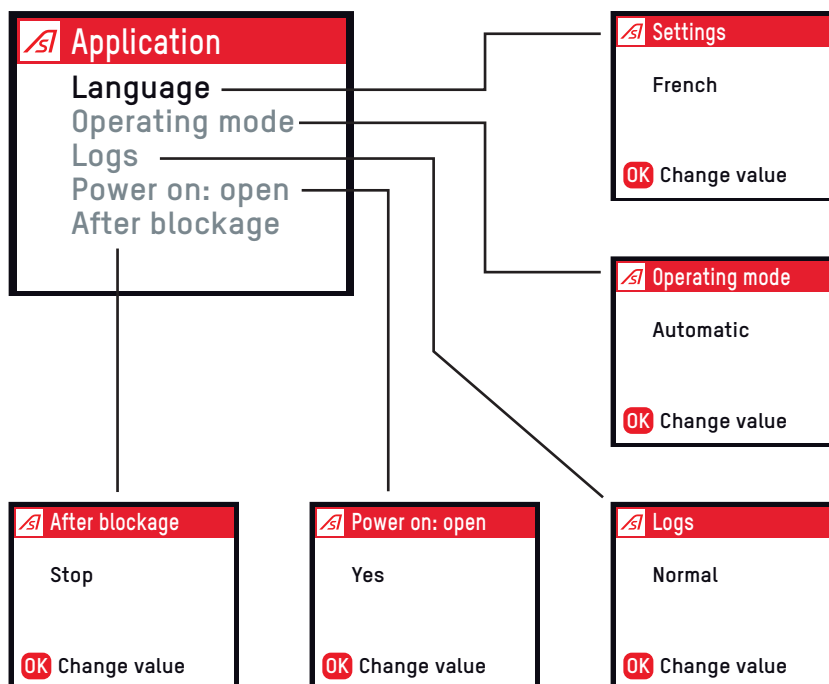 Application
Language
Operating mode
Logs
Power on: open
After blockage
Settings
French
OK Change value
Operating mode
Automatic
OK Change value
After blockage
Stop
OK Change value
Power on: open
Yes
OK Change value
Logs
Normal
OK Change value